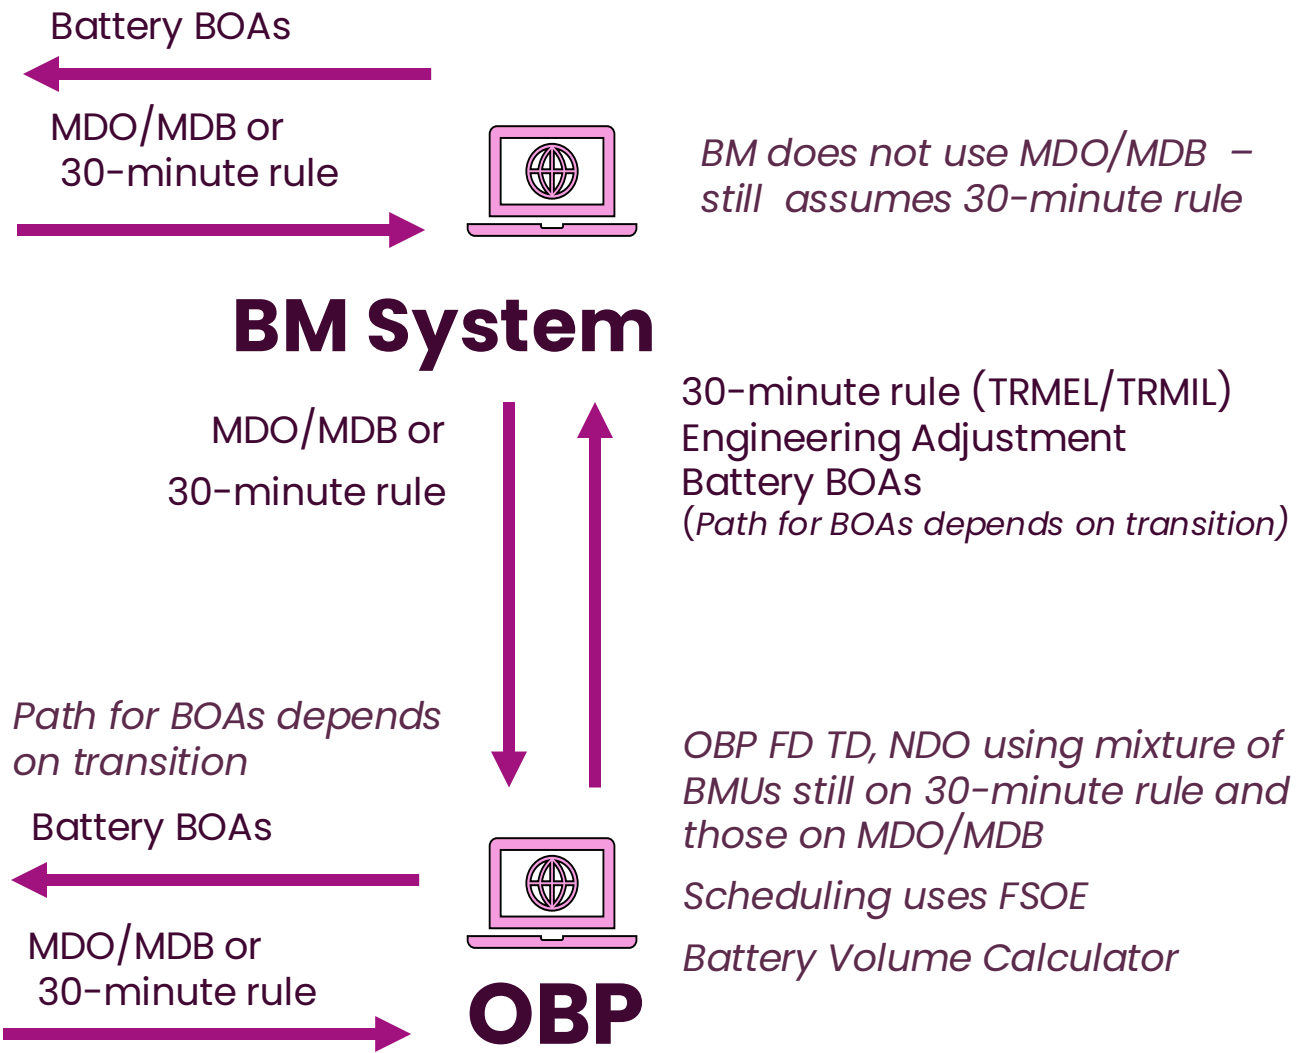 Battery BOAs
MDO/MDB or
30-minute rule
BM does not use MDO/MDB –
still assumes 30-minute rule
BM System
MDO/MDB or
30-minute rule
30-minute rule (TRMEL/TRMIL)
Engineering Adjustment
Battery BOAs
(Path for BOAs depends on transition)
Path for BOAs depends
on transition
Battery BOAs
MDO/MDB or
30-minute rule
OBP FD TD, NDO using mixture of
BMUs still on 30-minute rule and
those on MDO/MDB
Scheduling uses FSOE
Battery Volume Calculator
OBP